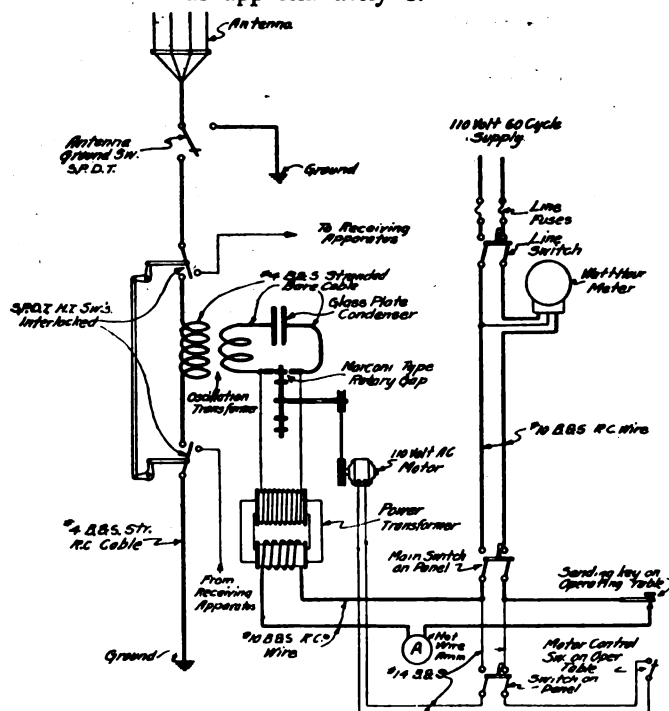 Antenna
Antenna
Ground Sw.
S.P.D.T.
Ground
110 Volt 60 Cycle
Supply
Line
Fuses
Line
Switch
Watt Hour
Meter
To Receiving
Apparatus
#4 B&S Stranded
Bare Cable
Glass Plate
Condenser
S.P.D.T. H.T. Sw's.
Interlocked
Marconi Type
Rotary Gap
Oscillation
Transformer
#10 B&S R.C. Wire
110 Volt AC
Motor
Power
Transformer
#4 B.&S. Str.
R.C. Cable
Main Switch
on Panel
Sending Key on
Operating Table
From
Receiving
Apparatus
#10 B&S R.C.
Wire
A
Hot
Wire
Amm.
#14 B&S
Motor Control
Sw. on Oper
Table
Switch on
Panel
Ground